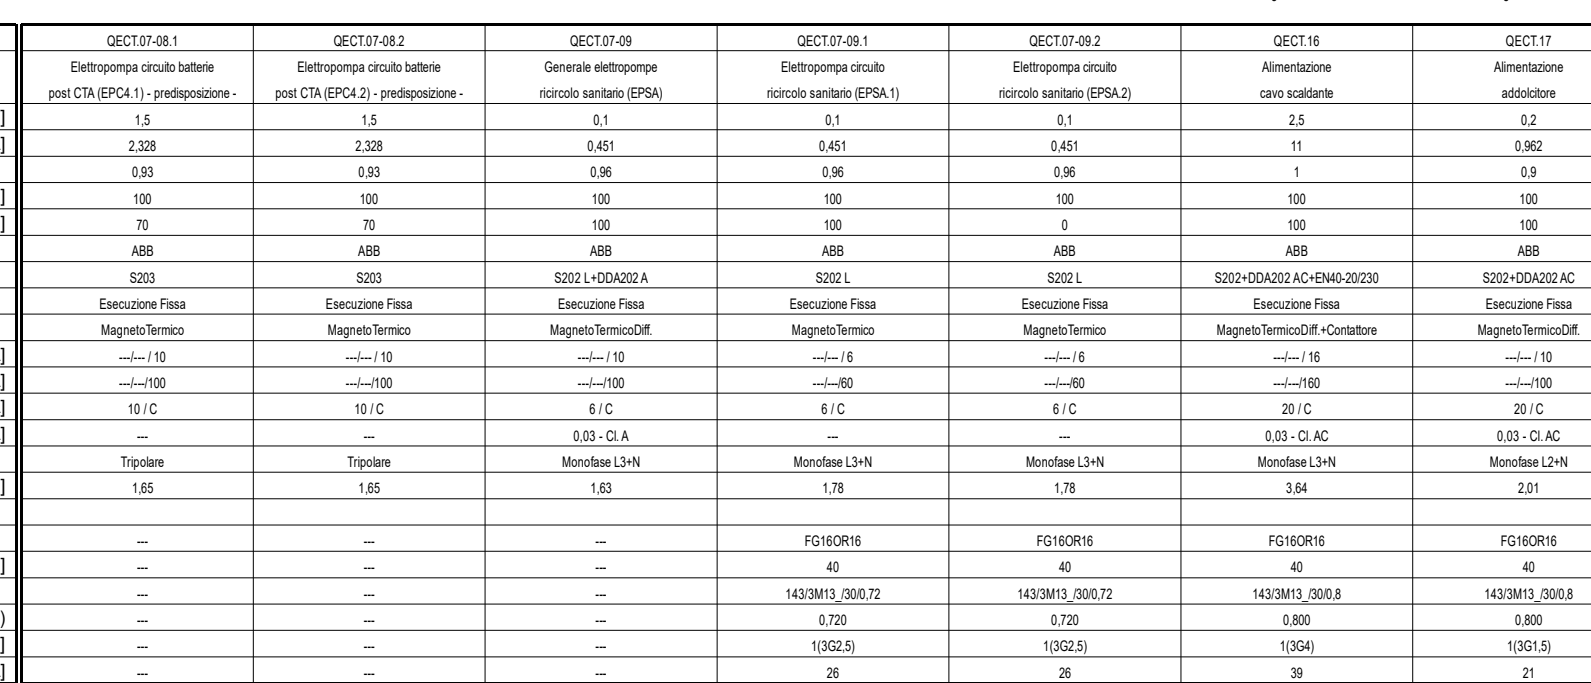 QECT.07-08.1 QECT.07-08.2 QECT.07-09 QECT.07-09.1 QECT.07-09.2 QECT.16 QECT.17
Elettropompa circuito batterie Elettropompa circuito batterie Generale elettropompe Elettropompa circuito Elettropompa circuito Alimentazione Alimentazione
post CTA (EPC4.1) - predisposizione - post CTA (EPC4.2) - predisposizione - ricircolo sanitario (EPSA) ricircolo sanitario (EPSA.1) ricircolo sanitario (EPSA.2) cavo scaldante addolcitore
] 1,5 1,5 0,1 0,1 0,1 2,5 0,2
] 2,328 2,328 0,451 0,451 0,451 11 0,962
0,93 0,93 0,96 0,96 0,96 1 0,9
] 100 100 100 100 100 100 100
] 70 70 100 100 0 100 100
ABB ABB ABB ABB ABB ABB ABB
S203 S203 S202 L+DDA202 A S202 L S202 L S202+DDA202 AC+EN40-20/230 S202+DDA202 AC
Esecuzione Fissa Esecuzione Fissa Esecuzione Fissa Esecuzione Fissa Esecuzione Fissa Esecuzione Fissa Esecuzione Fissa
MagnetoTermico MagnetoTermico MagnetoTermicoDiff. MagnetoTermico MagnetoTermico MagnetoTermicoDiff.+Contattore MagnetoTermicoDiff.
] ---/--- / 10 ---/--- / 10 ---/--- / 10 ---/--- / 6 ---/--- / 6 ---/--- / 16 ---/--- / 10
] ---/---/100 ---/---/100 ---/---/100 ---/---/60 ---/---/60 ---/---/160 ---/---/100
] 10 / C 10 / C 6 / C 6 / C 6 / C 20 / C 20 / C
] --- --- 0,03 - Cl. A --- --- 0,03 - Cl. AC 0,03 - Cl. AC
Tripolare Tripolare Monofase L3+N Monofase L3+N Monofase L3+N Monofase L3+N Monofase L2+N
] 1,65 1,65 1,63 1,78 1,78 3,64 2,01
--- --- --- FG16OR16 FG16OR16 FG16OR16 FG16OR16
] --- --- --- 40 40 40 40
--- --- --- 143/3M13_/30/0,72 143/3M13_/30/0,72 143/3M13_/30/0,8 143/3M13_/30/0,8
) --- --- --- 0,720 0,720 0,800 0,800
] --- --- --- 1(3G2,5) 1(3G2,5) 1(3G4) 1(3G1,5)
] --- --- --- 26 26 39 21